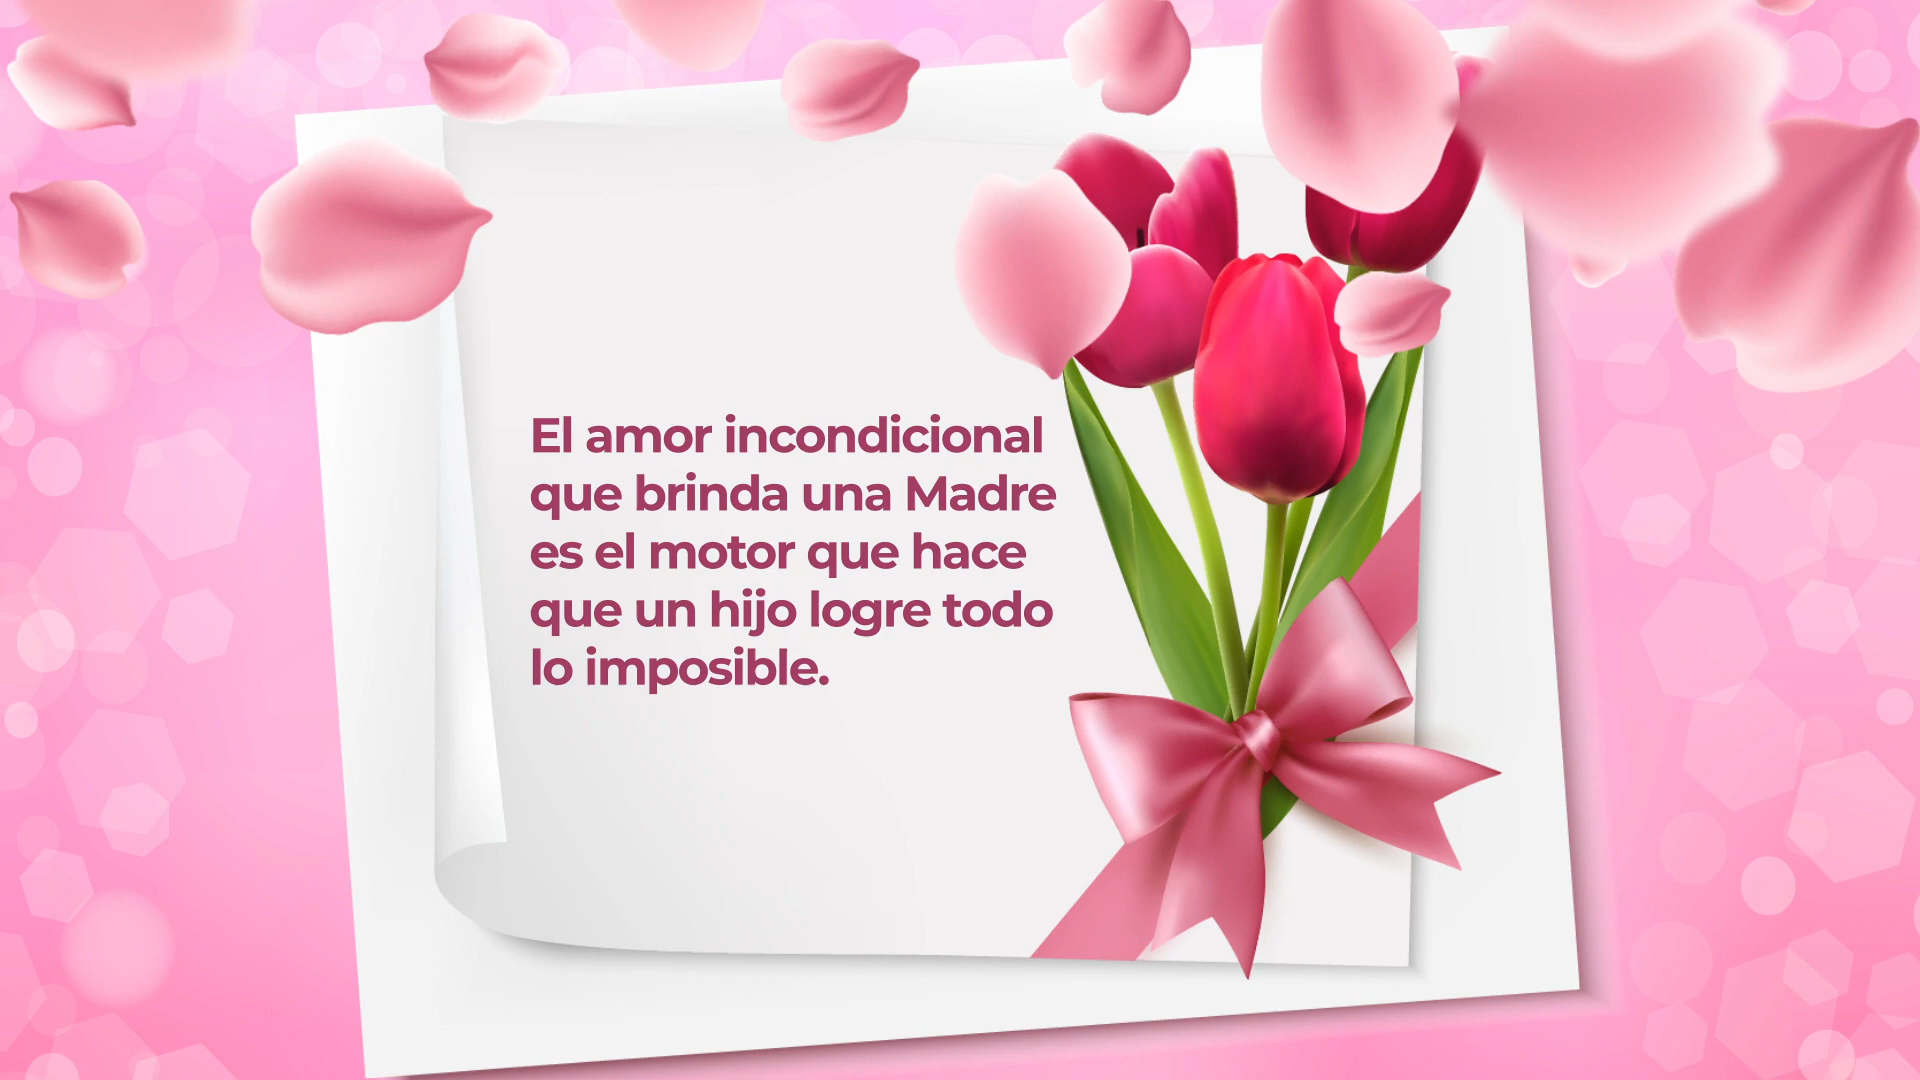 El amor incondicional
que brinda una Madre
es el motor que hace
que un hijo logre todo
lo imposible.